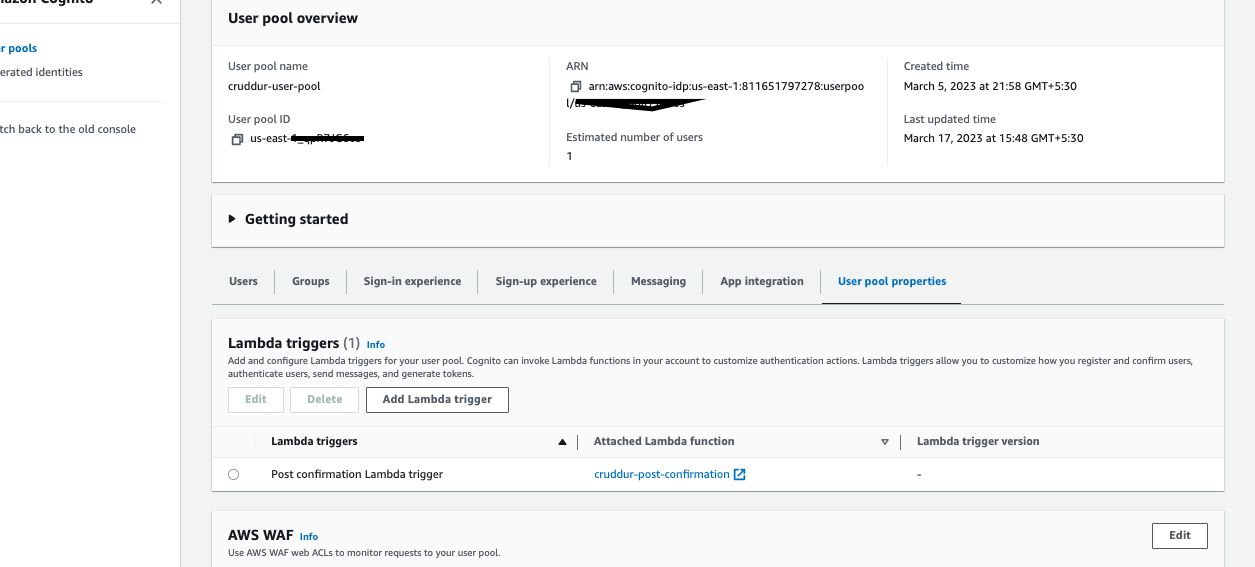 User pool overview
er pools
erated identities
tch back to the old console
User pool name
cruddur-user-pool
User pool ID
us-east-
ARN
arn:aws:cognito-idp:us-east-1:811651797278:userpoo
l/
Estimated number of users
1
Created time
March 5, 2023 at 21:58 GMT+5:30
Last updated time
March 17, 2023 at 15:48 GMT+5:30
Getting started
Users Groups Sign-in experience Sign-up experience Messaging App integration User pool properties
Lambda triggers (1) Info
Add and configure Lambda triggers for your user pool. Cognito can invoke Lambda functions in your account to customize authentication actions. Lambda triggers allow you to customize how you register and confirm users,
authenticate users, send messages, and generate tokens.
Edit Delete Add Lambda trigger
Lambda triggers Attached Lambda function Lambda trigger version
Post confirmation Lambda trigger cruddur-post-confirmation -
AWS WAF Info Edit
Use AWS WAF web ACLs to monitor requests to your user pool.